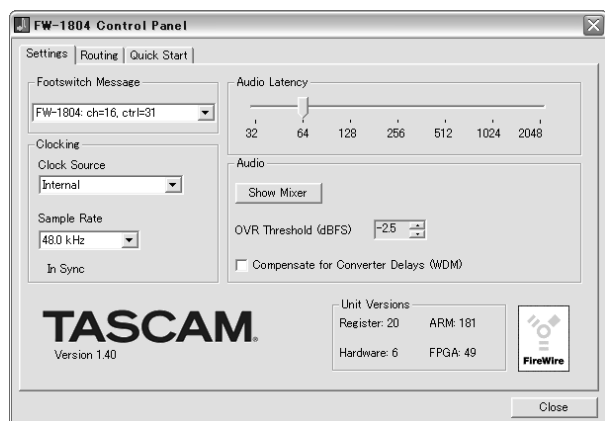 FW-1804 Control Panel
Settings
Routing
Quick Start
Footswitch Message
FW-1804: ch=16, ctrl=31
Clocking
Clock Source
Internal
Sample Rate
48.0 kHz
In Sync
Audio Latency
32 64 128 256 512 1024 2048
Audio
Show Mixer
OVR Threshold (dBFS) -2.5
Compensate for Converter Delays (WDM)
TASCAM.
Version 1.40
Unit Versions
Register: 20 ARM: 181
Hardware: 6 FPGA: 49
FireWire
Close